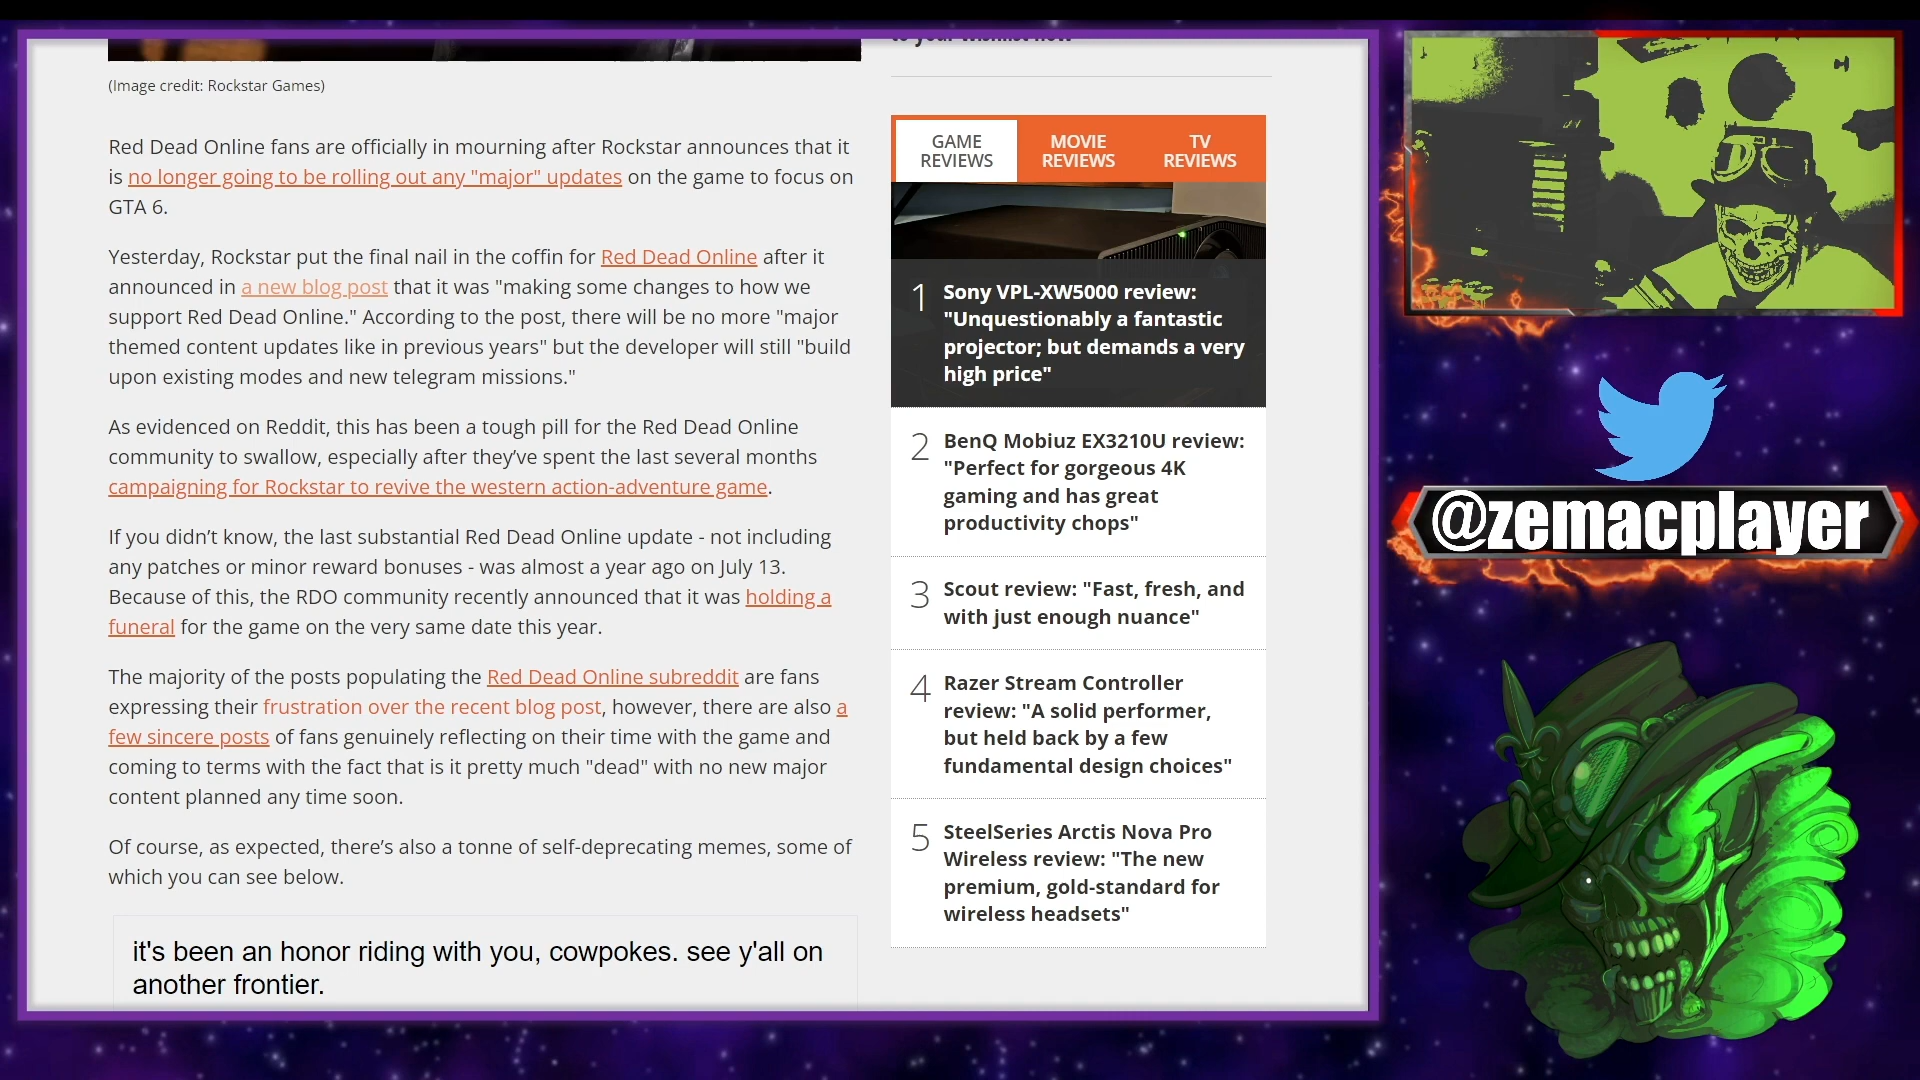 to your wishlist now
(Image credit: Rockstar Games)
Red Dead Online fans are officially in mourning after Rockstar announces that it
is no longer going to be rolling out any "major" updates on the game to focus on
GTA 6.
Yesterday, Rockstar put the final nail in the coffin for Red Dead Online after it
announced in a new blog post that it was "making some changes to how we
support Red Dead Online." According to the post, there will be no more "major
themed content updates like in previous years" but the developer will still "build
upon existing modes and new telegram missions."
As evidenced on Reddit, this has been a tough pill for the Red Dead Online
community to swallow, especially after they’ve spent the last several months
campaigning for Rockstar to revive the western action-adventure game.
If you didn’t know, the last substantial Red Dead Online update - not including
any patches or minor reward bonuses - was almost a year ago on July 13.
Because of this, the RDO community recently announced that it was holding a
funeral for the game on the very same date this year.
The majority of the posts populating the Red Dead Online subreddit are fans
expressing their frustration over the recent blog post, however, there are also a
few sincere posts of fans genuinely reflecting on their time with the game and
coming to terms with the fact that is it pretty much "dead" with no new major
content planned any time soon.
Of course, as expected, there’s also a tonne of self-deprecating memes, some of
which you can see below.
it's been an honor riding with you, cowpokes. see y'all on
another frontier.
GAME
REVIEWS
MOVIE
REVIEWS
TV
REVIEWS
1 Sony VPL-XW5000 review:
"Unquestionably a fantastic
projector; but demands a very
high price"
2 BenQ Mobiuz EX3210U review:
"Perfect for gorgeous 4K
gaming and has great
productivity chops"
3 Scout review: "Fast, fresh, and
with just enough nuance"
4 Razer Stream Controller
review: "A solid performer,
but held back by a few
fundamental design choices"
5 SteelSeries Arctis Nova Pro
Wireless review: "The new
premium, gold-standard for
wireless headsets"
@zemacplayer